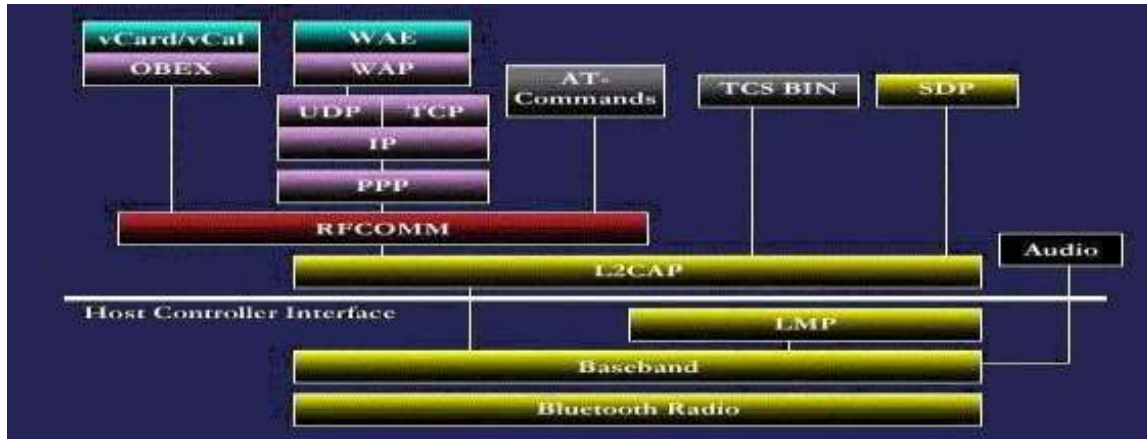 vCard/vCal
OBEX
WAE
WAP
UDP
TCP
IP
PPP
AT-
Commands
TCS BIN
SDP
RFCOMM
L2CAP
Audio
Host Controller Interface
LMP
Baseband
Bluetooth Radio